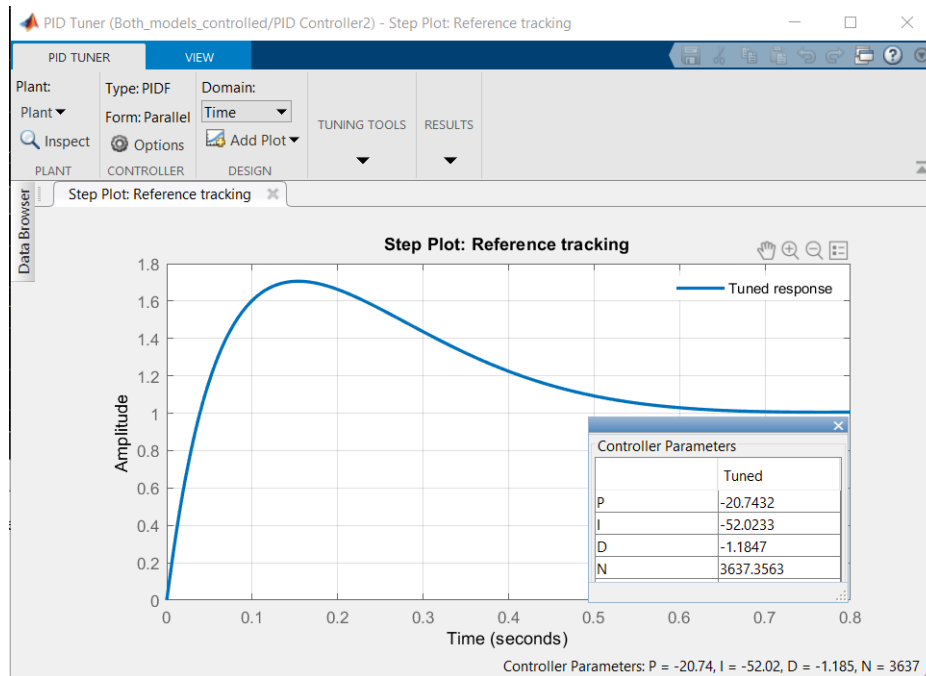 PID Tuner (Both_models_controlled/PID Controller2) - Step Plot: Reference tracking
PID TUNER VIEW
Plant: Type: PIDF Domain:
Plant Form: Parallel Time
Inspect Options Add Plot
TUNING TOOLS RESULTS
PLANT CONTROLLER DESIGN
Data Browser
Step Plot: Reference tracking
Step Plot: Reference tracking
Tuned response
1.8
1.6
1.4
1.2
1
0.8
0.6
0.4
0.2
0
Amplitude
0 0.1 0.2 0.3 0.4 0.5 0.6 0.7 0.8
Time (seconds)
Controller Parameters
Tuned
P -20.7432
I -52.0233
D -1.1847
N 3637.3563
Controller Parameters: P = -20.74, I = -52.02, D = -1.185, N = 3637